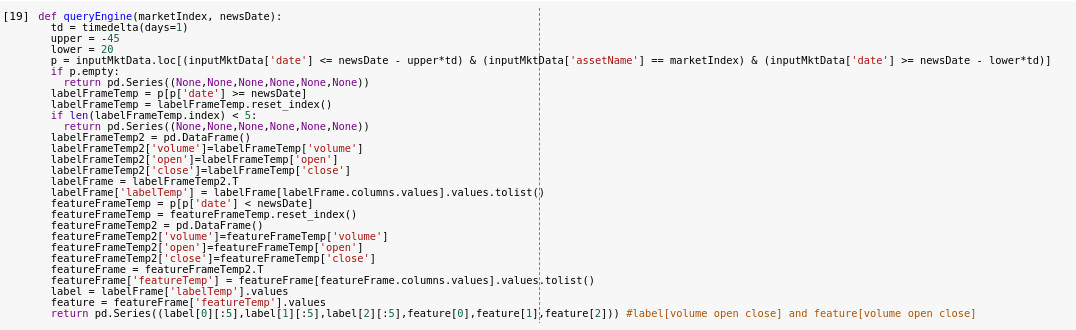 [19] def queryEngine(marketIndex, newsDate):
td = timedelta(days=1)
upper = -45
lower = 20
p = inputMktData.loc[(inputMktData['date'] <= newsDate - upper*td) & (inputMktData['assetName'] == marketIndex) & (inputMktData['date'] >= newsDate - lower*td)]
if p.empty:
return pd.Series((None,None,None,None,None,None))
labelFrameTemp = p[p['date'] >= newsDate]
labelFrameTemp = labelFrameTemp.reset_index()
if len(labelFrameTemp.index) < 5:
return pd.Series((None,None,None,None,None,None))
labelFrameTemp2 = pd.DataFrame()
labelFrameTemp2['volume']=labelFrameTemp['volume']
labelFrameTemp2['open']=labelFrameTemp['open']
labelFrameTemp2['close']=labelFrameTemp['close']
labelFrame = labelFrameTemp2.T
labelFrame['labelTemp'] = labelFrame[labelFrame.columns.values].values.tolist()
featureFrameTemp = p[p['date'] < newsDate]
featureFrameTemp = featureFrameTemp.reset_index()
featureFrameTemp2 = pd.DataFrame()
featureFrameTemp2['volume']=featureFrameTemp['volume']
featureFrameTemp2['open']=featureFrameTemp['open']
featureFrameTemp2['close']=featureFrameTemp['close']
featureFrame = featureFrameTemp2.T
featureFrame['featureTemp'] = featureFrame[featureFrame.columns.values].values.tolist()
label = labelFrame['labelTemp'].values
feature = featureFrame['featureTemp'].values
return pd.Series((label[0][:5],label[1][:5],label[2][:5],feature[0],feature[1],feature[2])) #label[volume open close] and feature[volume open close]